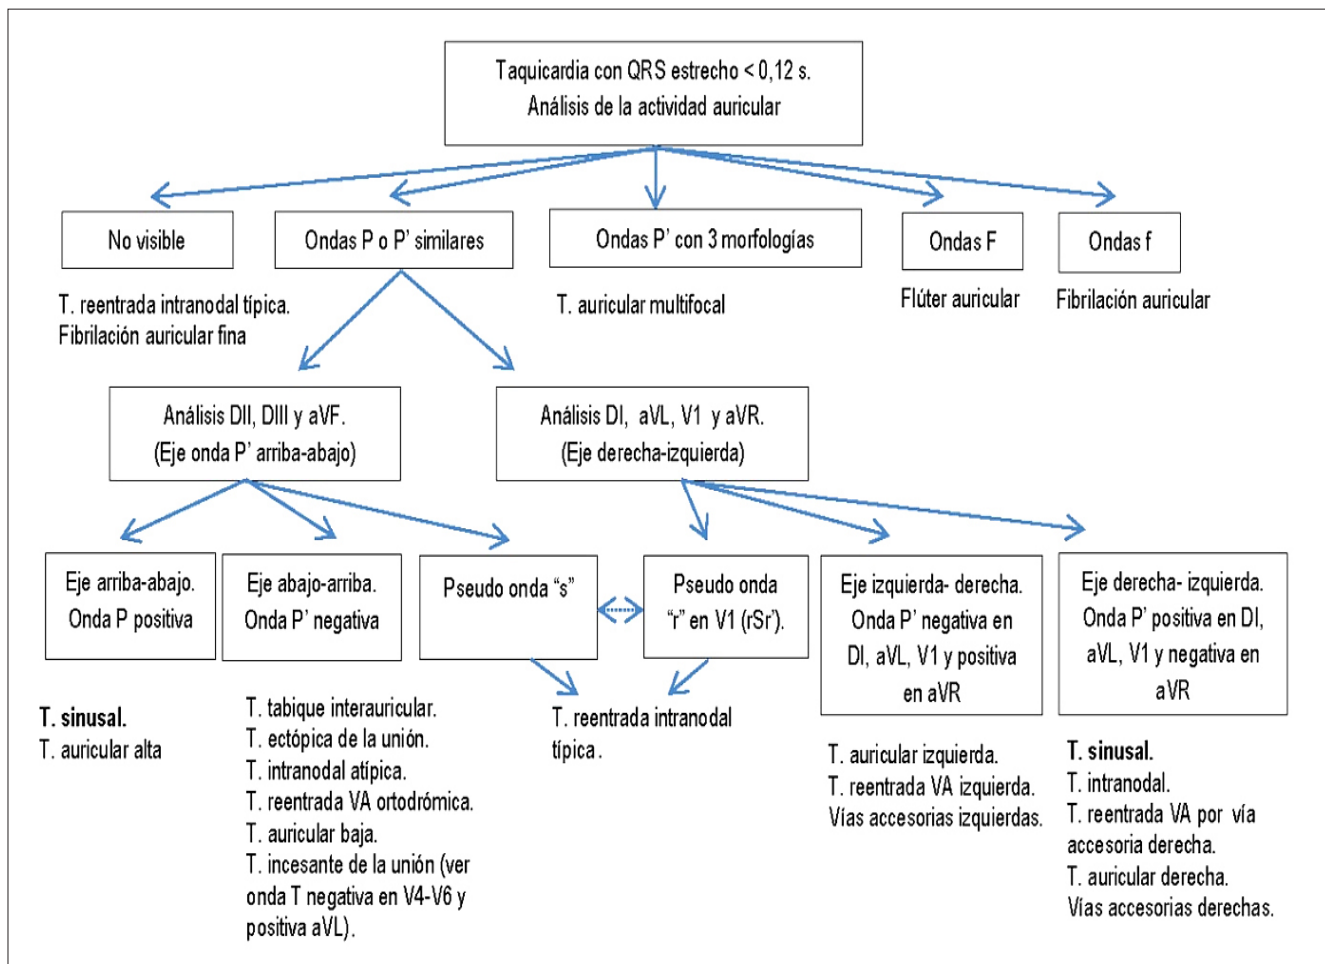 Taquicardia con QRS estrecho < 0,12 s.
Análisis de la actividad auricular
No visible
Ondas P o P' similares
Ondas P' con 3 morfologías
Ondas F
Ondas f
T. reentrada intranodal típica.
Fibrilación auricular fina
T. auricular multifocal
Flúter auricular
Fibrilación auricular
Análisis DII, DIII y aVF.
(Eje onda P' arriba-abajo)
Análisis DI, aVL, V1 y aVR.
(Eje derecha-izquierda)
Eje arriba-abajo.
Onda P positiva
Eje abajo-arriba.
Onda P' negativa
Pseudo onda "s"
Pseudo onda
"r" en V1 (rSr').
Eje izquierda- derecha.
Onda P' negativa en
DI, aVL, V1 y positiva
en aVR
Eje derecha- izquierda.
Onda P' positiva en DI,
aVL, V1 y negativa en
aVR
T. sinusal.
T. auricular alta
T. tabique interauricular.
T. ectópica de la unión.
T. intranodal atípica.
T. reentrada VA ortodrómica.
T. auricular baja.
T. incesante de la unión (ver
onda T negativa en V4-V6 y
positiva aVL).
T. reentrada intranodal
típica.
T. auricular izquierda.
T. reentrada VA izquierda.
Vías accesorias izquierdas.
T. sinusal.
T. intranodal.
T. reentrada VA por vía
accesoria derecha.
T. auricular derecha.
Vías accesorias derechas.